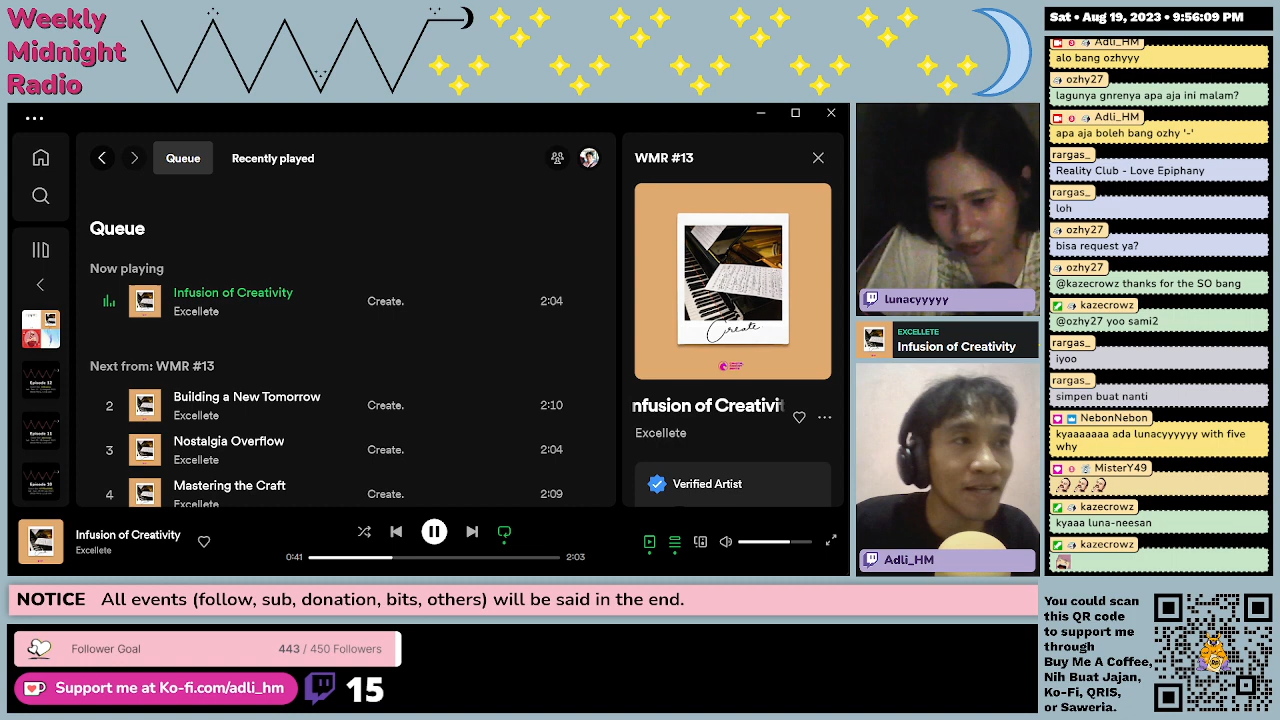 Weekly
Midnight
Radio
Sat • Aug 19, 2023 • 9:56:09 PM
Queue
Recently played
Queue
Now playing
Infusion of Creativity
Excellete
Create.
2:04
Next from: WMR #13
2
Building a New Tomorrow
Excellete
Create.
2:10
3
Nostalgia Overflow
Excellete
Create.
2:04
4
Mastering the Craft
Excellete
Create.
2:09
WMR #13
Create
nfusion of Creativit
Excellete
Verified Artist
Infusion of Creativity
Excellete
0:41
2:03
lunacyyyyy
EXCELLETE
Infusion of Creativity
Adli_HM
Adli_HM
alo bang ozhyyy
ozhy27
lagunya gnrenya apa aja ini malam?
Adli_HM
apa aja boleh bang ozhy '-'
rargas_
Reality Club - Love Epiphany
rargas_
loh
ozhy27
bisa request ya?
ozhy27
@kazecrowz thanks for the SO bang
kazecrowz
@ozhy27 yoo sami2
rargas_
iyoo
rargas_
simpen buat nanti
NebonNebon
kyaaaaaaa ada lunacyyyyyy with five
why
MisterY49
kazecrowz
kyaaa luna-neesan
kazecrowz
NOTICE All events (follow, sub, donation, bits, others) will be said in the end.
Follower Goal
443 / 450 Followers
Support me at Ko-fi.com/adli_hm
15
You could scan
this QR code
to support me
through
Buy Me A Coffee,
Nih Buat Jajan,
Ko-Fi, QRIS,
or Saweria.